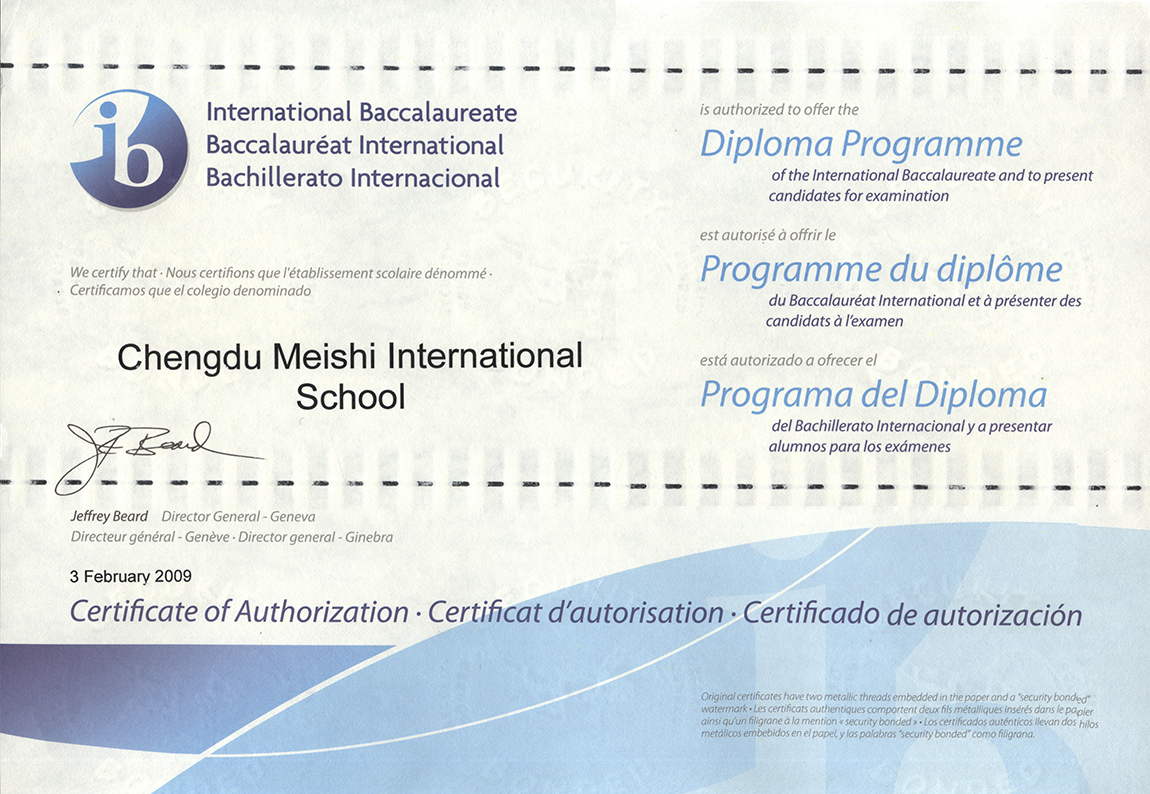 ib
International Baccalaureate
Baccalauréat International
Bachillerato Internacional
We certify that · Nous certifions que l'établissement scolaire dénommé ·
· Certificamos que el colegio denominado
Chengdu Meishi International
School
J R Beard
Jeffrey Beard Director General - Geneva
Directeur général - Genève · Director general - Ginebra
3 February 2009
is authorized to offer the
Diploma Programme
of the International Baccalaureate and to present
candidates for examination
est autorisé à offrir le
Programme du diplôme
du Baccalauréat International et à présenter des
candidats à l'examen
está autorizado a ofrecer el
Programa del Diploma
del Bachillerato Internacional y a presentar
alumnos para los exámenes
Certificate of Authorization · Certificat d'autorisation · Certificado de autorización
Original certificates have two metallic threads embedded in the paper and a "security bonded"
watermark • Les certificats authentiques comportent deux fils métalliques insérés dans le papier
ainsi qu'un filigrane à la mention « security bonded » • Los certificados auténticos llevan dos hilos
metálicos embebidos en el papel, y las palabras "security bonded" como filigrana.